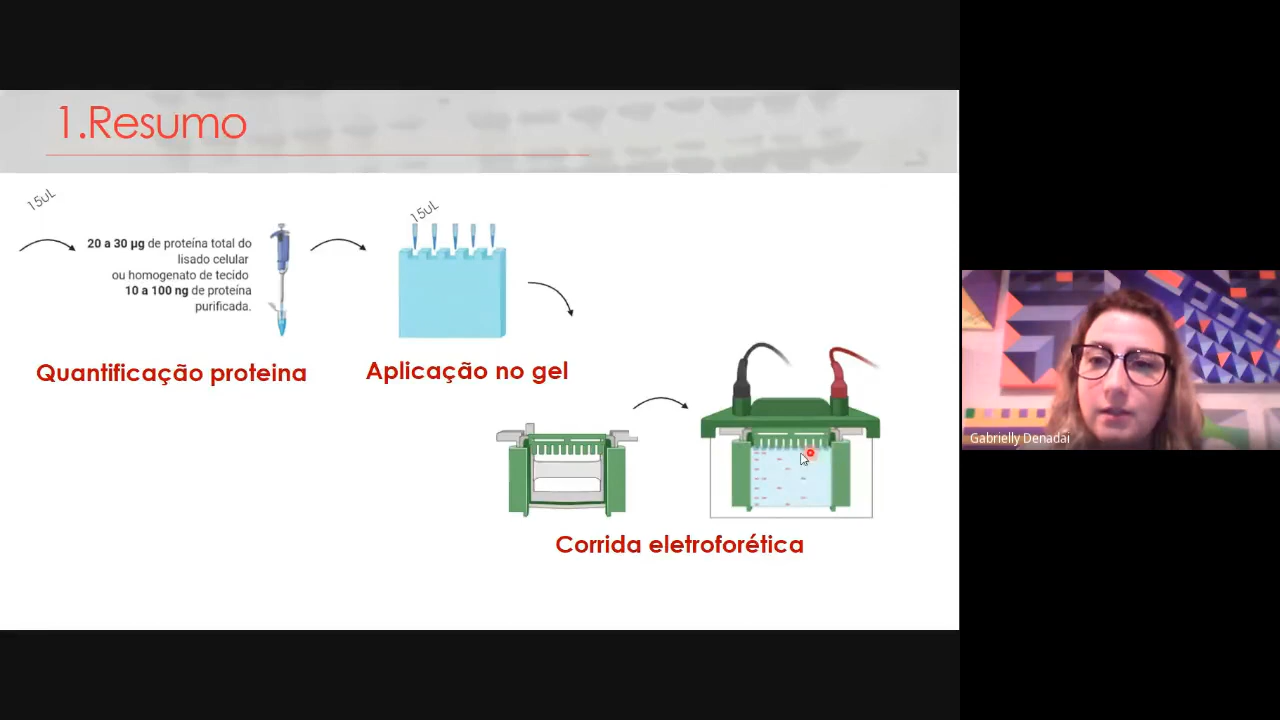 1.Resumo
15uL
20 a 30 µg de proteína total do
lisado celular
ou homogenato de tecido
10 a 100 ng de proteína
purificada.
15uL
Quantificação proteina
Aplicação no gel
Corrida eletroforética
Gabrielly Denadai